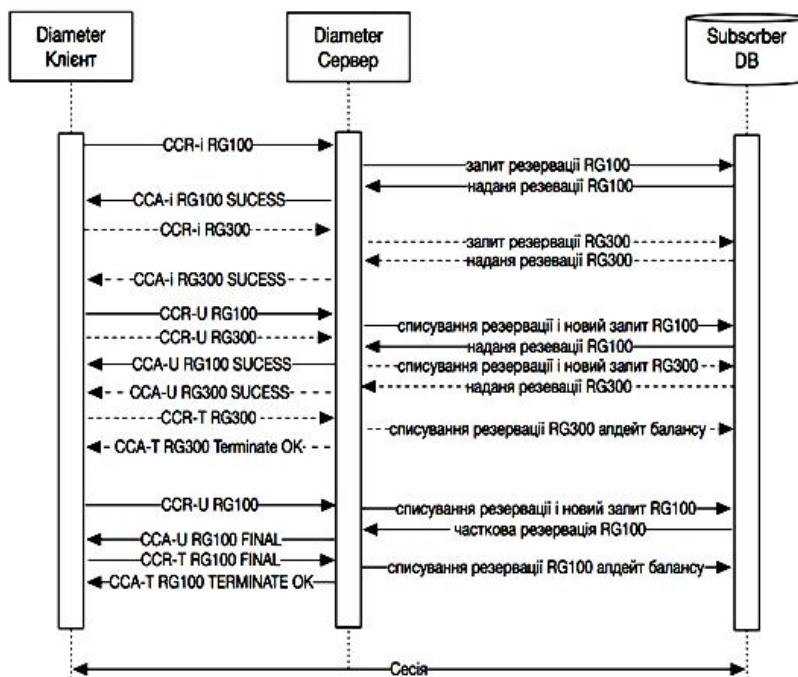 Diameter
Клієнт
Diameter
Сервер
Subscrber
DB
CCR-i RG100
запит резервації RG100
наданя резевації RG100
CCA-i RG100 SUCESS
CCR-i RG300
запит резервації RG300
наданя резевації RG300
CCA-i RG300 SUCESS
CCR-U RG100
списування резервації і новий запит RG100
CCR-U RG300
наданя резевації RG100
CCA-U RG100 SUCESS
списування резервації і новий запит RG300
CCA-U RG300 SUCESS
наданя резевації RG300
CCR-T RG300
списування резервації RG300 апдейт балансу
CCA-T RG300 Terminate OK
CCR-U RG100
списування резервації і новий запит RG100
часткова резервація RG100
CCA-U RG100 FINAL
CCR-T RG100 FINAL
списування резервації RG100 апдейт балансу
CCA-T RG100 TERMINATE OK
Сесія